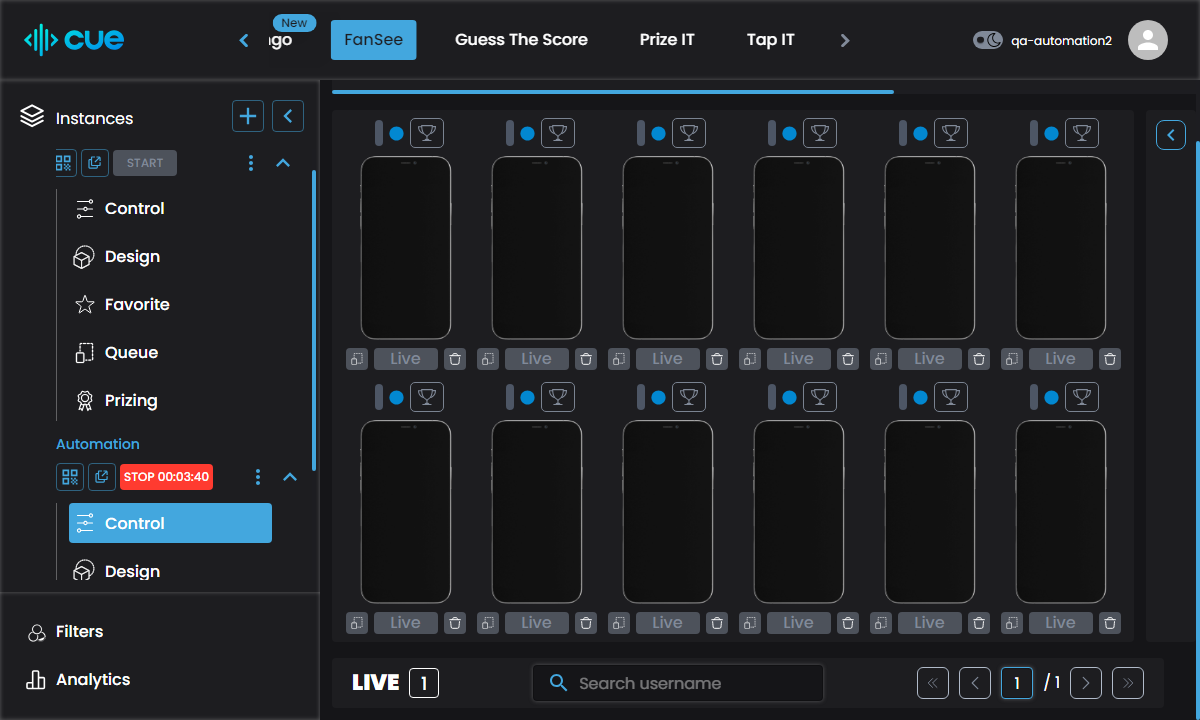 cue
New
FanSee
Guess The Score
Prize IT
Tap IT
qa-automation2
Instances
START
Control
Design
Favorite
Queue
Prizing
Automation
STOP 00:03:40
Control
Design
Filters
Analytics
Live Live Live Live Live Live
Live Live Live Live Live Live
LIVE 1
Search username
1 / 1